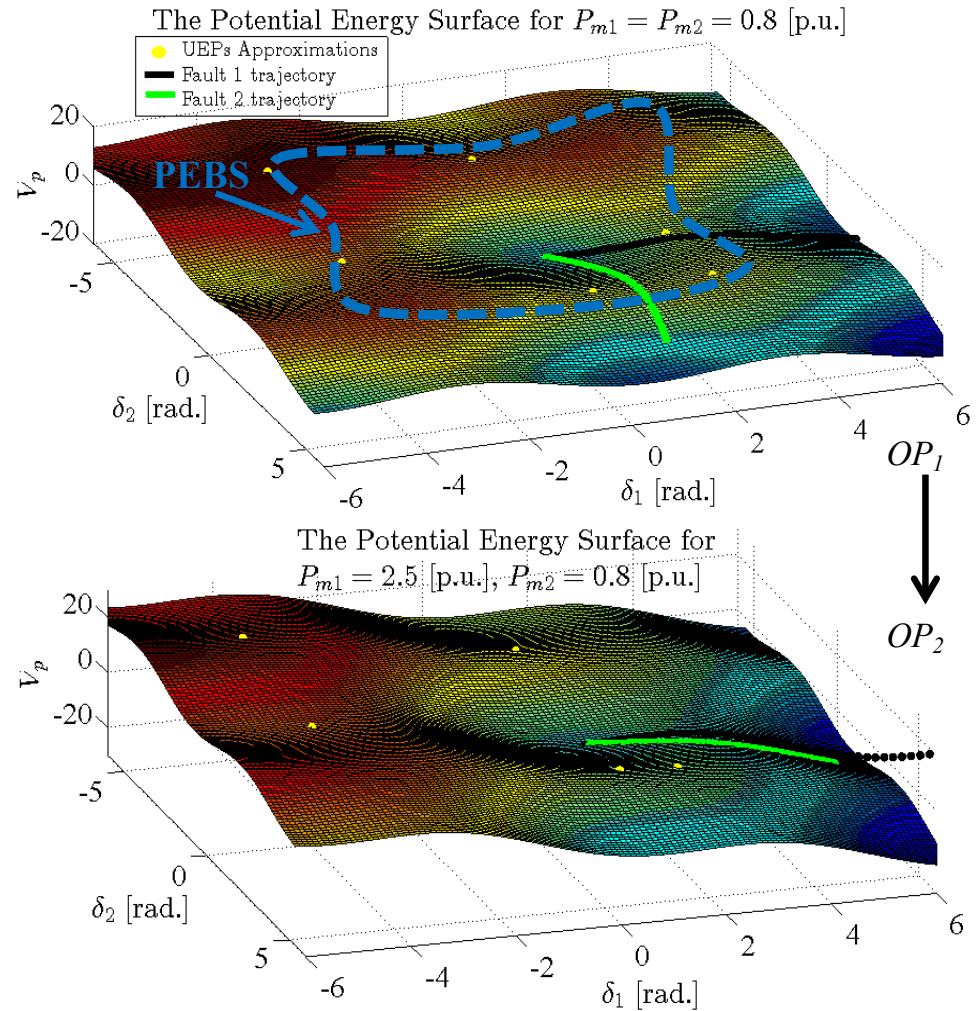 The Potential Energy Surface for $P_{m1} = P_{m2} = 0.8$ [p.u.]
UEPs Approximations
Fault 1 trajectory
Fault 2 trajectory
PEBS
20
0
-20
$V_p$
-5
0
5
$\delta_2$ [rad.]
-6
-4
-2
0
2
4
6
$\delta_1$ [rad.]
$OP_1$
The Potential Energy Surface for
$P_{m1} = 2.5$ [p.u.], $P_{m2} = 0.8$ [p.u.]
$OP_2$
20
0
-20
$V_p$
-5
0
5
$\delta_2$ [rad.]
-6
-4
-2
0
2
4
6
$\delta_1$ [rad.]